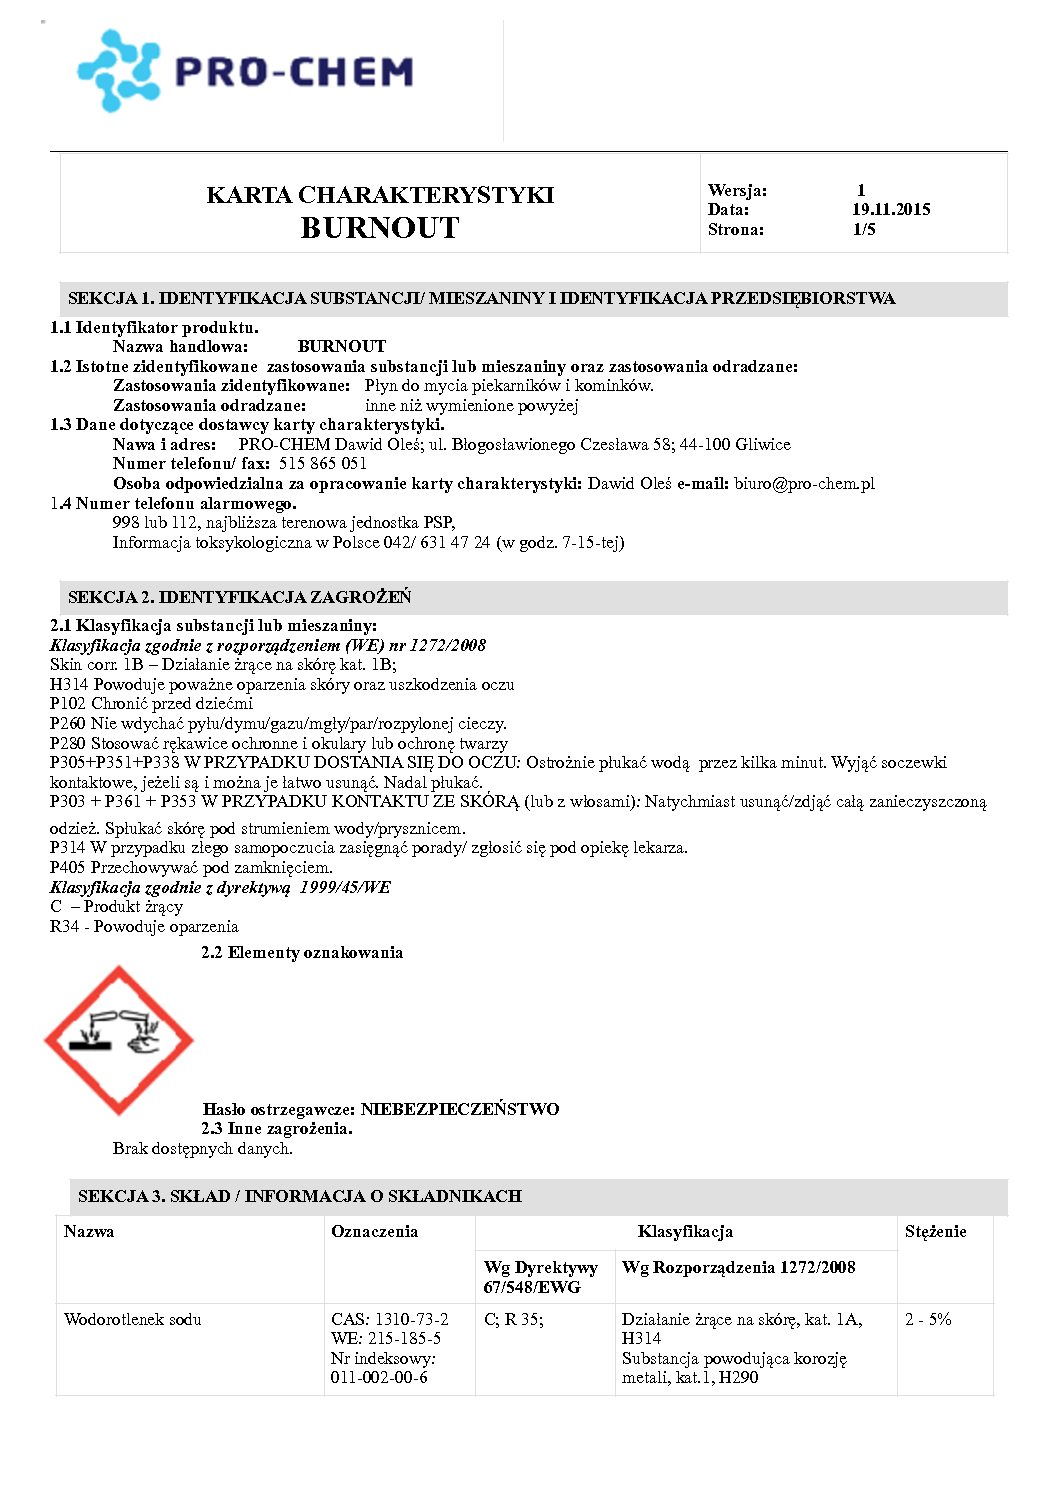 PRO-CHEM
KARTA CHARAKTERYSTYKI
BURNOUT
Wersja: 1
Data: 19.11.2015
Strona: 1/5
SEKCJA 1. IDENTYFIKACJA SUBSTANCJI/ MIESZANINY I IDENTYFIKACJA PRZEDSIĘBIORSTWA
1.1 Identyfikator produktu.
Nazwa handlowa: BURNOUT
1.2 Istotne zidentyfikowane zastosowania substancji lub mieszaniny oraz zastosowania odradzane:
Zastosowania zidentyfikowane: Płyn do mycia piekarników i kominków.
Zastosowania odradzane: inne niż wymienione powyżej
1.3 Dane dotyczące dostawcy karty charakterystyki.
Nawa i adres: PRO-CHEM Dawid Oleś; ul. Błogosławionego Czesława 58; 44-100 Gliwice
Numer telefonu/ fax: 515 865 051
Osoba odpowiedzialna za opracowanie karty charakterystyki: Dawid Oleś e-mail: biuro@pro-chem.pl
1.4 Numer telefonu alarmowego.
998 lub 112, najbliższa terenowa jednostka PSP,
Informacja toksykologiczna w Polsce 042/ 631 47 24 (w godz. 7-15-tej)
SEKCJA 2. IDENTYFIKACJA ZAGROŻEŃ
2.1 Klasyfikacja substancji lub mieszaniny:
Klasyfikacja zgodnie z rozporządzeniem (WE) nr 1272/2008
Skin corr. 1B – Działanie żrące na skórę kat. 1B;
H314 Powoduje poważne oparzenia skóry oraz uszkodzenia oczu
P102 Chronić przed dziećmi
P260 Nie wdychać pyłu/dymu/gazu/mgły/par/rozpylonej cieczy.
P280 Stosować rękawice ochronne i okulary lub ochronę twarzy
P305+P351+P338 W PRZYPADKU DOSTANIA SIĘ DO OCZU: Ostrożnie płukać wodą przez kilka minut. Wyjąć soczewki
kontaktowe, jeżeli są i można je łatwo usunąć. Nadal płukać.
P303 + P361 + P353 W PRZYPADKU KONTAKTU ZE SKÓRĄ (lub z włosami): Natychmiast usunąć/zdjąć całą zanieczyszczoną
odzież. Spłukać skórę pod strumieniem wody/prysznicem.
P314 W przypadku złego samopoczucia zasięgnąć porady/ zgłosić się pod opiekę lekarza.
P405 Przechowywać pod zamknięciem.
Klasyfikacja zgodnie z dyrektywą 1999/45/WE
C – Produkt żrący
R34 - Powoduje oparzenia
2.2 Elementy oznakowania
Hasło ostrzegawcze: NIEBEZPIECZEŃSTWO
2.3 Inne zagrożenia.
Brak dostępnych danych.
SEKCJA 3. SKŁAD / INFORMACJA O SKŁADNIKACH
Nazwa Oznaczenia Klasyfikacja Stężenie
Wg Dyrektywy Wg Rozporządzenia 1272/2008
67/548/EWG
Wodorotlenek sodu CAS: 1310-73-2 C; R 35; Działanie żrące na skórę, kat. 1A, 2 - 5%
WE: 215-185-5 H314
Nr indeksowy: Substancja powodująca korozję
011-002-00-6 metali, kat.1, H290